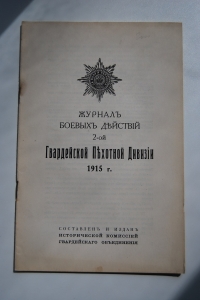 ЖУРНАЛЪ
БОЕВЫХЪ ДѢЙСТВІЙ
2-ой
Гвардейской Пѣхотной Дивизіи
1915 г.
СОСТАВЛЕНЪ И ИЗДАНЪ
ИСТОРИЧЕСКОЙ КОМИССІЕЙ
ГВАРДЕЙСКАГО ОБЪЕДИНЕНІЯ